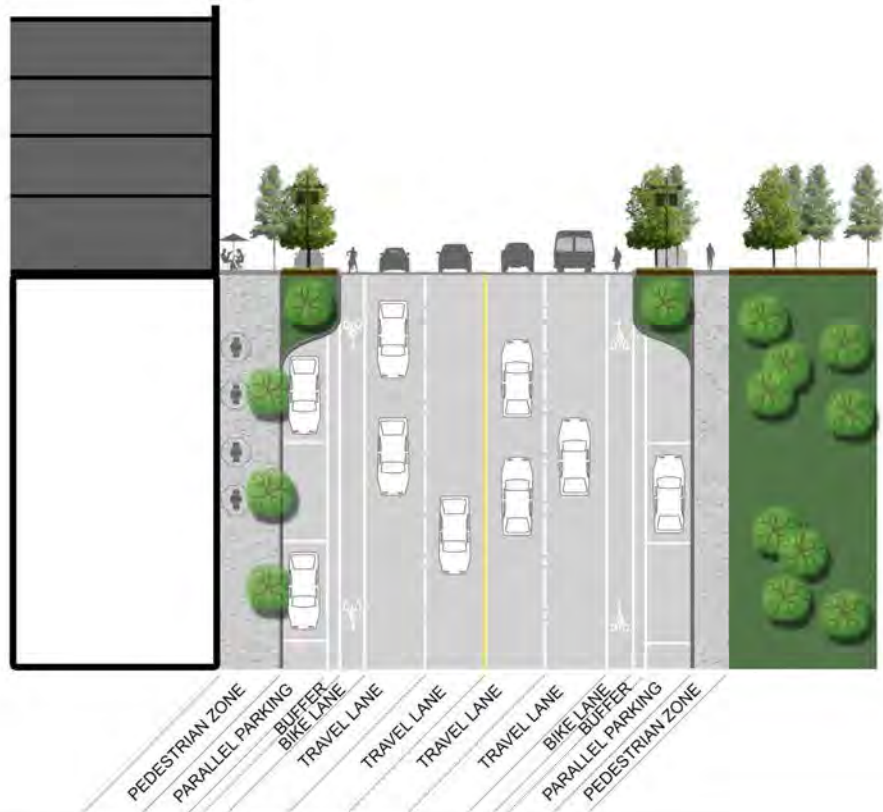 PEDESTRIAN ZONE
PARALLEL PARKING
BUFFER
BIKE LANE
TRAVEL LANE
TRAVEL LANE
TRAVEL LANE
TRAVEL LANE
BIKE LANE
BUFFER
PARALLEL PARKING
PEDESTRIAN ZONE